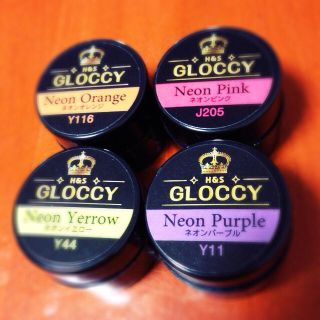 H&S
GLOCCY
Neon Orange
ネオンオレンジ
Y116
H&S
GLOCCY
Neon Pink
ネオンピンク
J205
H&S
GLOCCY
Neon Yerrow
ネオンイエロー
Y44
H&S
GLOCCY
Neon Purple
ネオンパープル
Y11